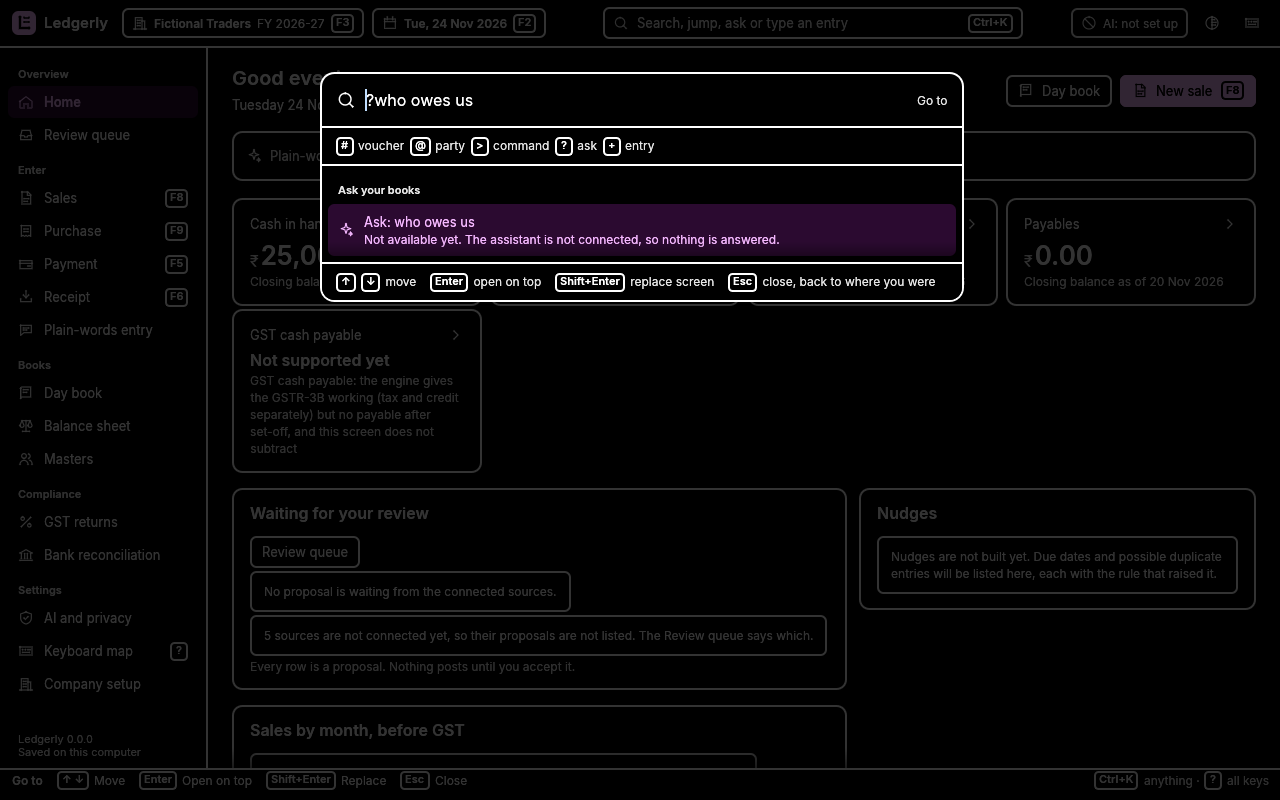 Ledgerly
Fictional Traders FY 2026-27 F3
Tue, 24 Nov 2026 F2
Search, jump, ask or type an entry Ctrl+K
AI: not set up
Overview
Home
Review queue
Enter
Sales F8
Purchase F9
Payment F5
Receipt F6
Plain-words entry
Books
Day book
Balance sheet
Masters
Compliance
GST returns
Bank reconciliation
Settings
AI and privacy
Keyboard map ?
Company setup
Ledgerly 0.0.0
Saved on this computer
Tuesday 24
Day book
New sale F8
?who owes us
Go to
# voucher @ party > command ? ask + entry
Ask your books
Ask: who owes us
Not available yet. The assistant is not connected, so nothing is answered.
↑ ↓ move Enter open on top Shift+Enter replace screen Esc close, back to where you were
Good
Cash in
₹25,0
Closing
Payables
₹0.00
Closing balance as of 20 Nov 2026
GST cash payable
Not supported yet
GST cash payable: the engine gives
the GSTR-3B working (tax and credit
separately) but no payable after
set-off, and this screen does not
subtract
Waiting for your review
Review queue
No proposal is waiting from the connected sources.
5 sources are not connected yet, so their proposals are not listed. The Review queue says which.
Every row is a proposal. Nothing posts until you accept it.
Nudges
Nudges are not built yet. Due dates and possible duplicate
entries will be listed here, each with the rule that raised it.
Sales by month, before GST
Go to ↑↓ Move Enter Open on top Shift+Enter Replace Esc Close
Ctrl+K anything · ? all keys